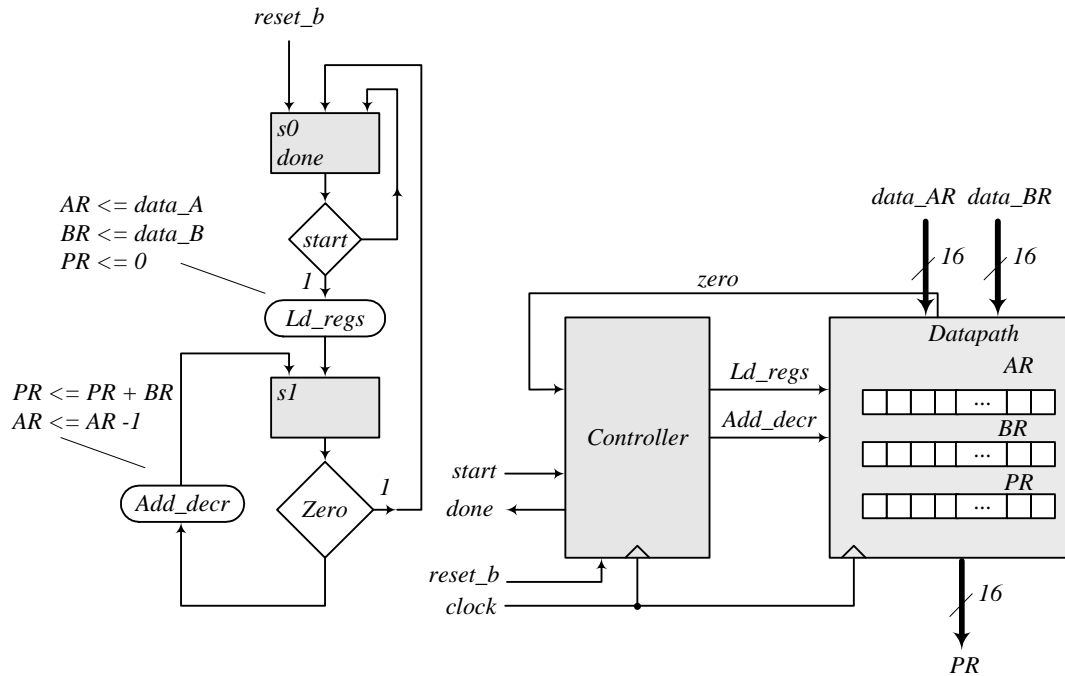 reset_b
s0
done
AR <= data_A
BR <= data_B
PR <= 0
start
1
Ld_regs
PR <= PR + BR
AR <= AR -1
s1
Add_decr
Zero
1
data_AR data_BR
16
16
zero
Datapath
AR
Ld_regs
...
Add_decr
Controller
BR
...
start
PR
...
done
reset_b
clock
16
PR